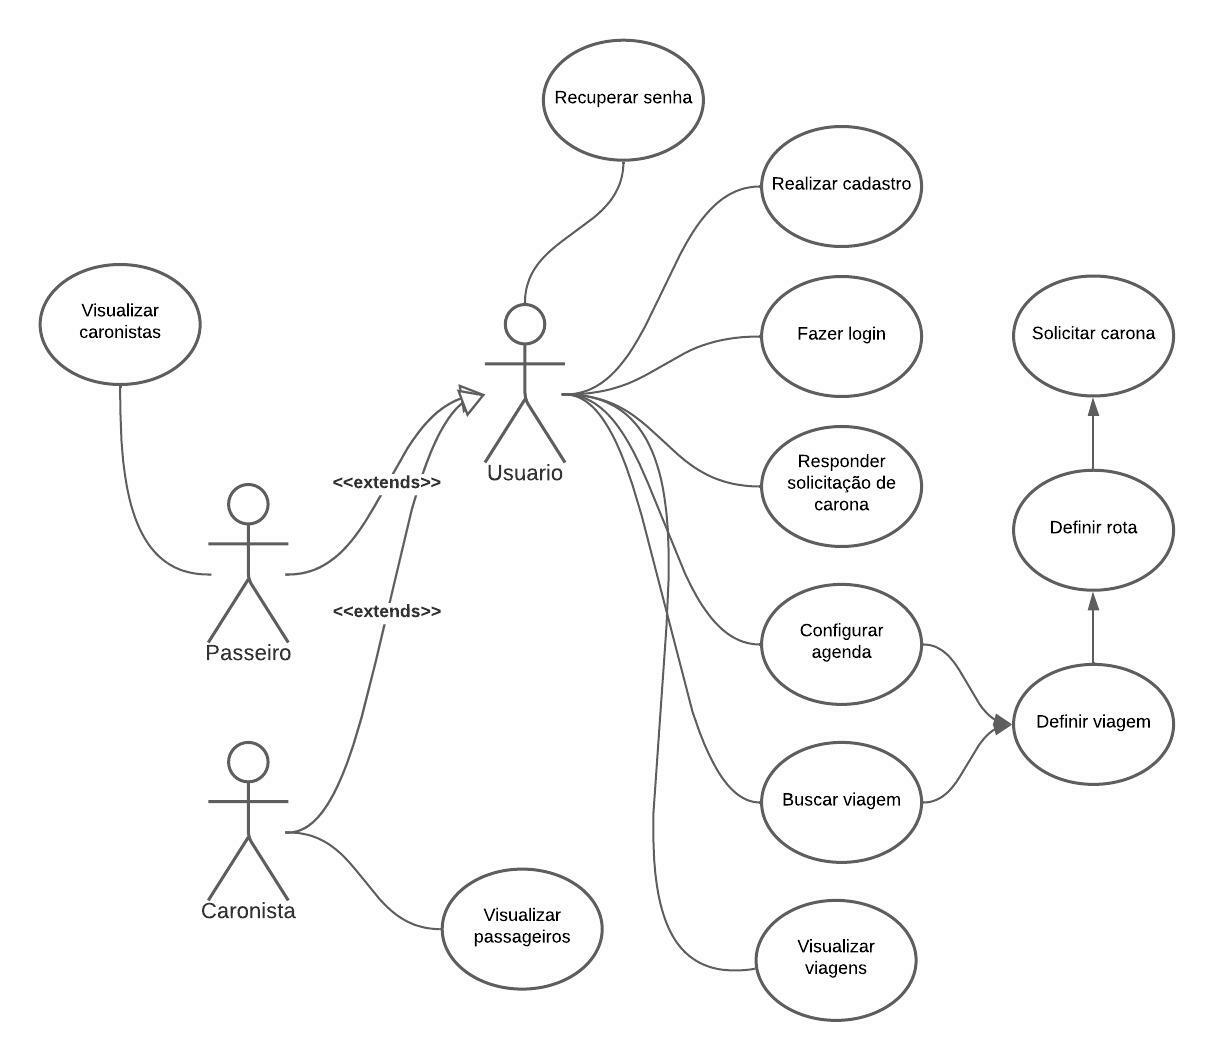 Recuperar senha
Realizar cadastro
Visualizar
caronistas
Fazer login
Solicitar carona
Usuario
<<extends>>
Responder
solicitação de
carona
Definir rota
Passeiro
<<extends>>
Configurar
agenda
Definir viagem
Buscar viagem
Caronista
Visualizar
passageiros
Visualizar
viagens